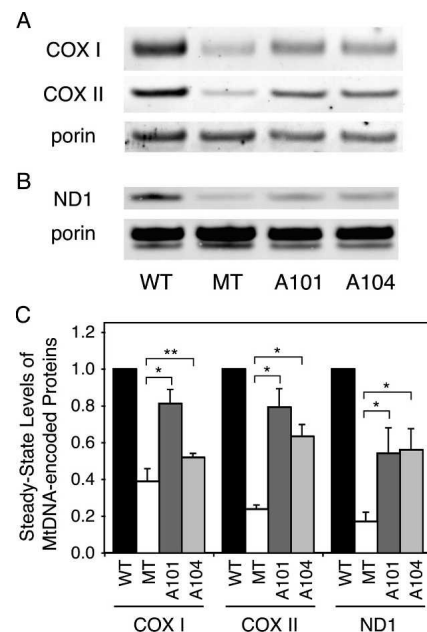 A
COX I
COX II
porin
B
ND1
porin
WT MT A101 A104
C
Steady-State Levels of
MtDNA-encoded Proteins
1.2
1.0
0.8
0.6
0.4
0.2
0.0
** 
*
*
*
*
*
WT MT A101 A104 WT MT A101 A104 WT MT A101 A104
COX I COX II ND1